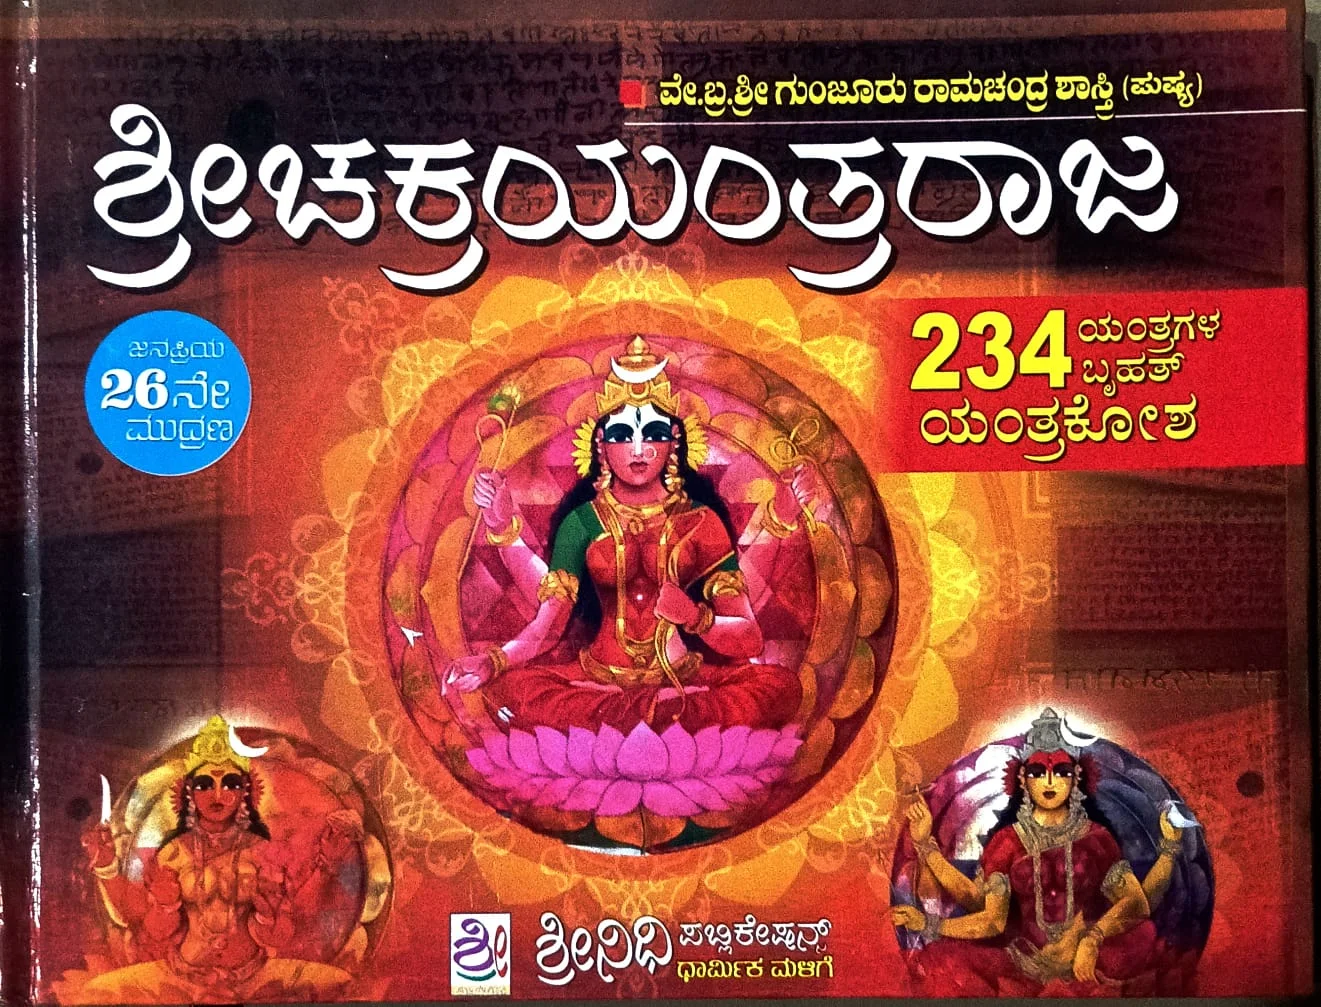 ವೇ.ಬ್ರ.ಶ್ರೀ ಗುಂಜೂರು ರಾಮಚಂದ್ರ ಶಾಸ್ತ್ರಿ (ಪುಷ್ಯ)
ಶ್ರೀಚಕ್ರಯಂತ್ರರಾಜ
ಜನಪ್ರಿಯ
26ನೇ
ಮುದ್ರಣ
234 ಯಂತ್ರಗಳ
ಬೃಹತ್
ಯಂತ್ರಕೋಶ
ಶ್ರೀ
ಶ್ರೀನಿಧಿ ಪಬ್ಲಿಕೇಷನ್ಸ್
ಧಾರ್ಮಿಕ ಮಳಿಗೆ